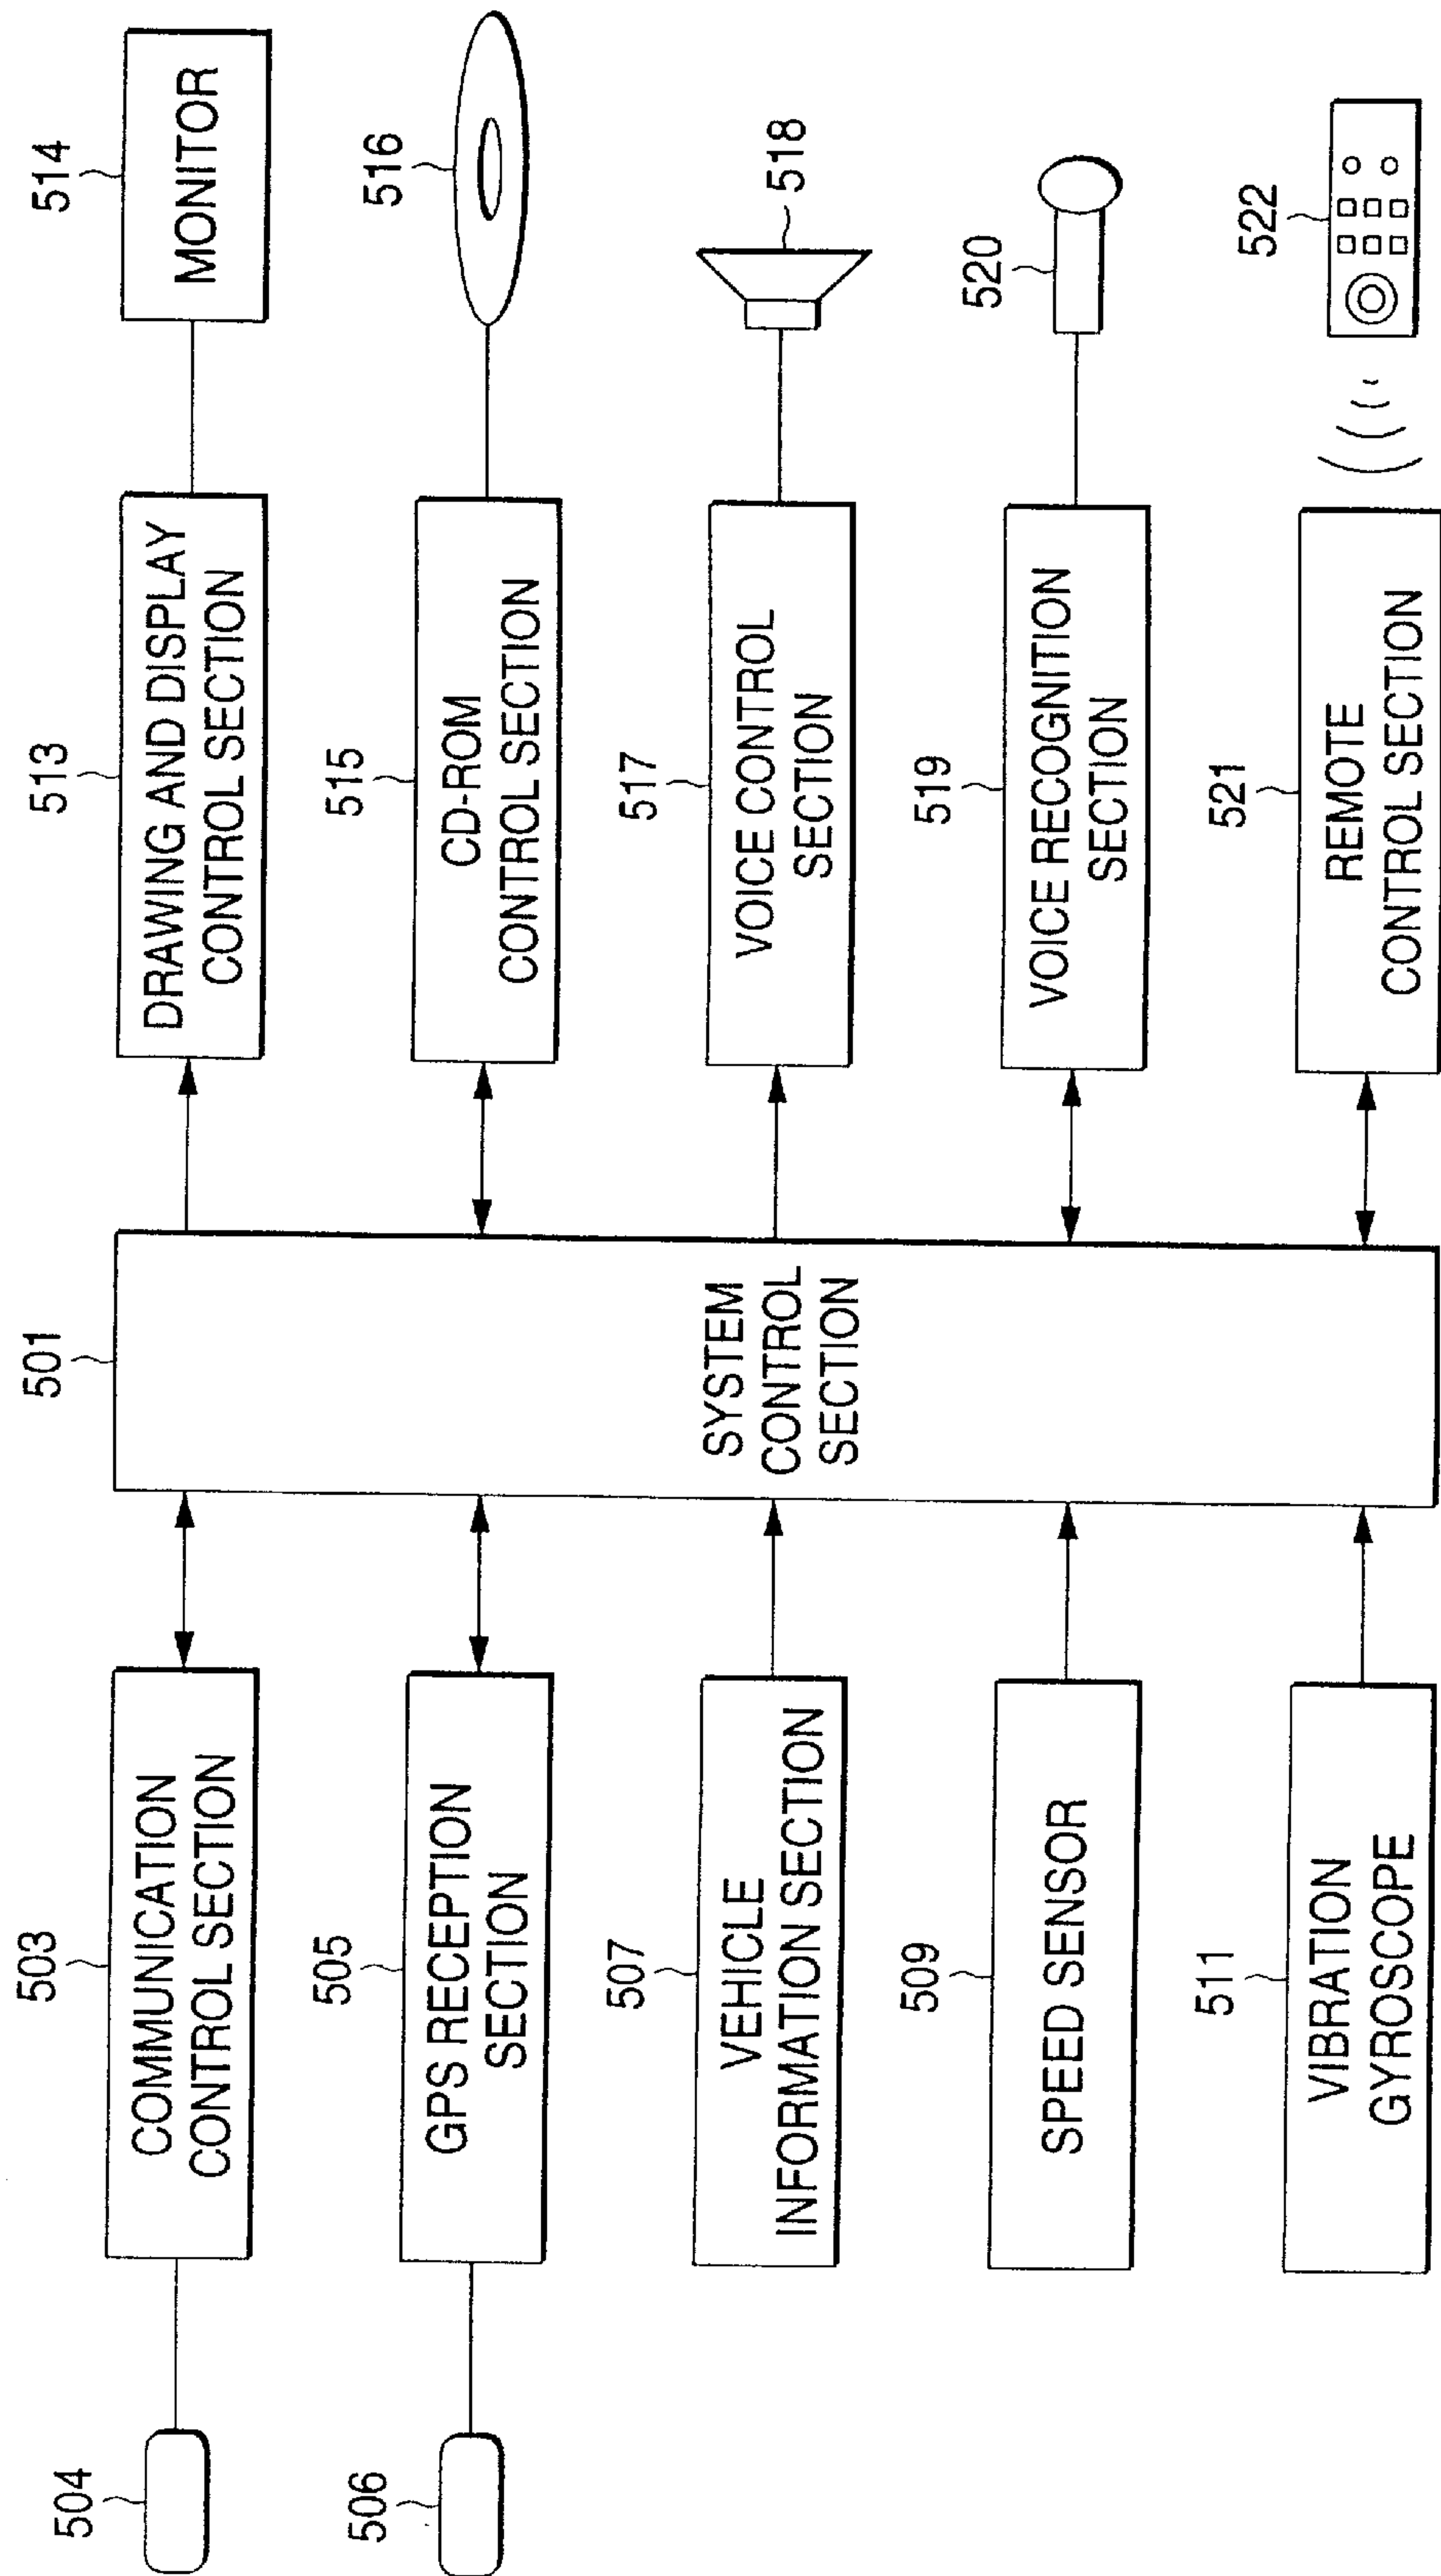 504
506
503
COMMUNICATION
CONTROL SECTION
505
GPS RECEPTION
SECTION
507
VEHICLE
INFORMATION SECTION
509
SPEED SENSOR
511
VIBRATION
GYROSCOPE
501
SYSTEM
CONTROL
SECTION
513
DRAWING AND DISPLAY
CONTROL SECTION
515
CD-ROM
CONTROL SECTION
517
VOICE CONTROL
SECTION
519
VOICE RECOGNITION
SECTION
521
REMOTE
CONTROL SECTION
514
MONITOR
516
518
520
522